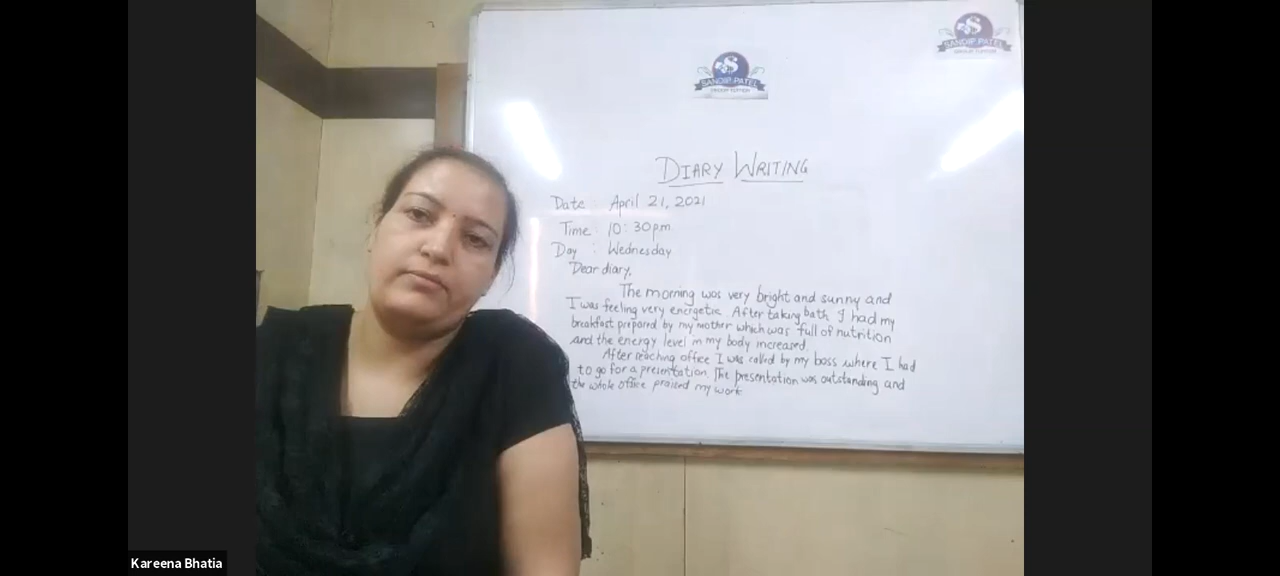 SANDIP PATEL
GROUP TUITION
SANDIP PATEL
GROUP TUITION
DIARY WRITING
Date : April 21, 2021
Time : 10:30pm
Day : Wednesday
Dear diary,
The morning was very bright and sunny and
I was feeling very energetic. After taking bath I had my
breakfast prepared by my mother which was full of nutrition
and the energy level in my body increased.
After reaching office I was called by my boss where I had
to go for a presentation. The presentation was outstanding and
the whole office praised my work.
Kareena Bhatia